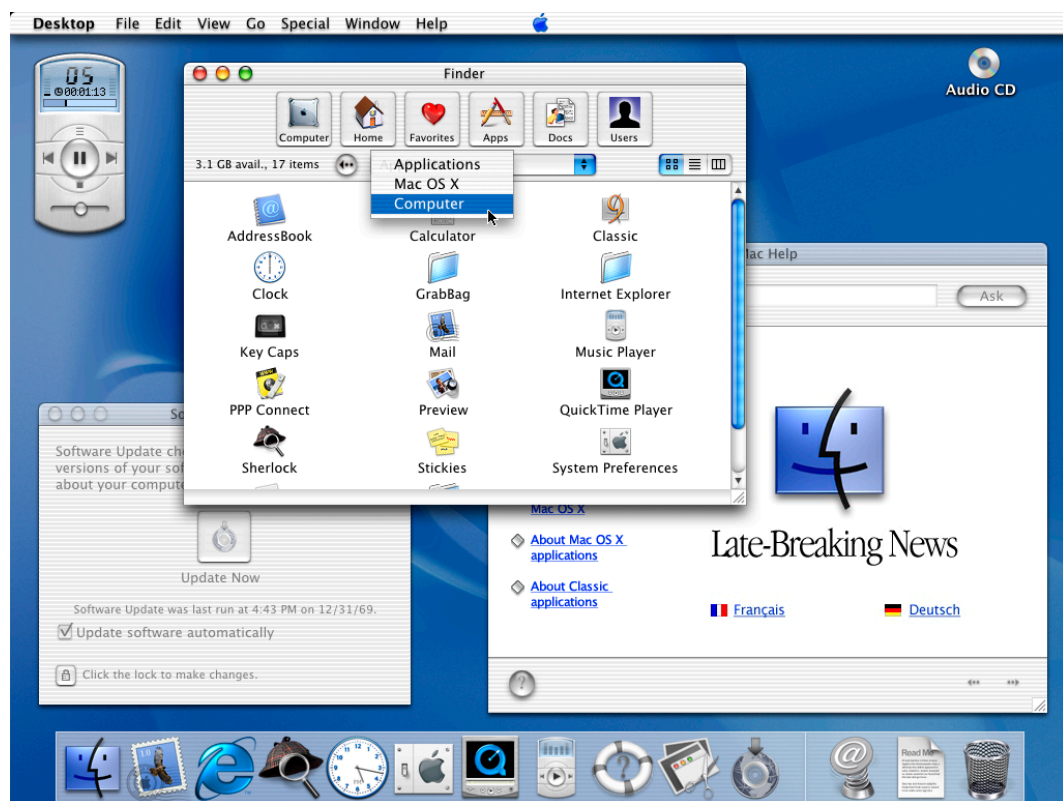 Desktop File Edit View Go Special Window Help
05
00:01:13
Audio CD
Finder
Computer Home Favorites Apps Docs Users
3.1 GB avail., 17 items
Applications
Mac OS X
Computer
AddressBook Calculator Classic
Clock GrabBag Internet Explorer
Key Caps Mail Music Player
PPP Connect Preview QuickTime Player
Sherlock Stickies System Preferences
Mac Help
Ask
Mac OS X
About Mac OS X
applications
About Classic
applications
Late-Breaking News
Français Deutsch
Software Update
versions of your
about your
Update Now
Software Update was last run at 4:43 PM on 12/31/69.
Update software automatically
Click the lock to make changes.
Read Me